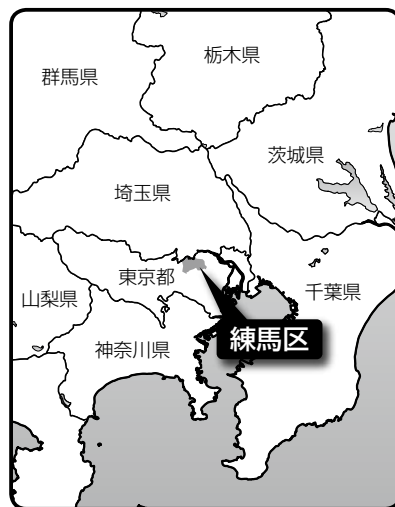 栃木県
群馬県
茨城県
埼玉県
東京都
千葉県
山梨県
練馬区
神奈川県